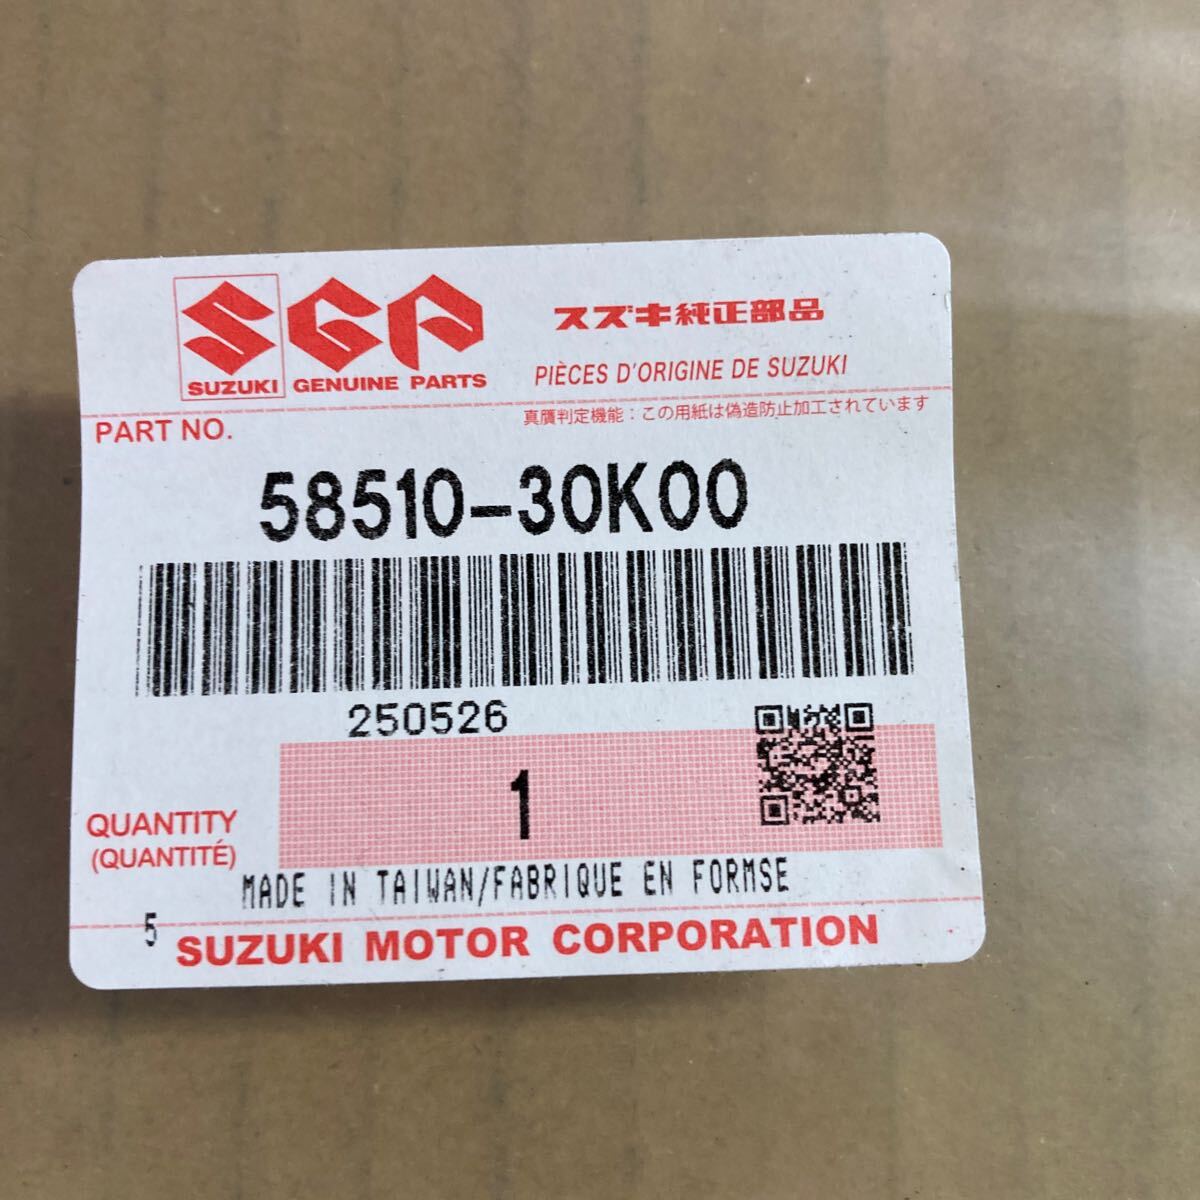 SGP
SUZUKI GENUINE PARTS
スズキ純正部品
PIÈCES D'ORIGINE DE SUZUKI
真贋判定機能：この用紙は偽造防止加工されています
PART NO.
58510-30K00
250526
1
QUANTITY
(QUANTITÉ)
MADE IN TAIWAN/FABRIQUE EN FORMSE
5
SUZUKI MOTOR CORPORATION